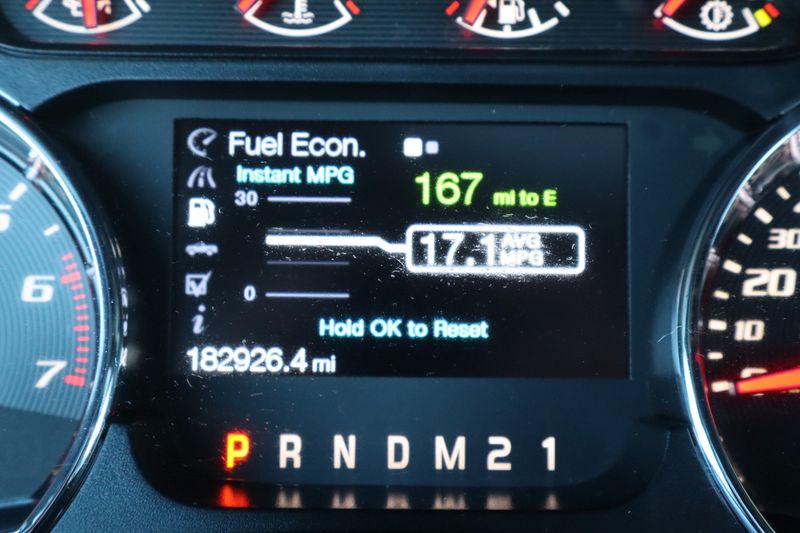 Fuel Econ.
Instant MPG
30
167 mi to E
17.1 AVG MPG
0
Hold OK to Reset
182926.4 mi
P R N D M 2 1
6
7
30
20
10